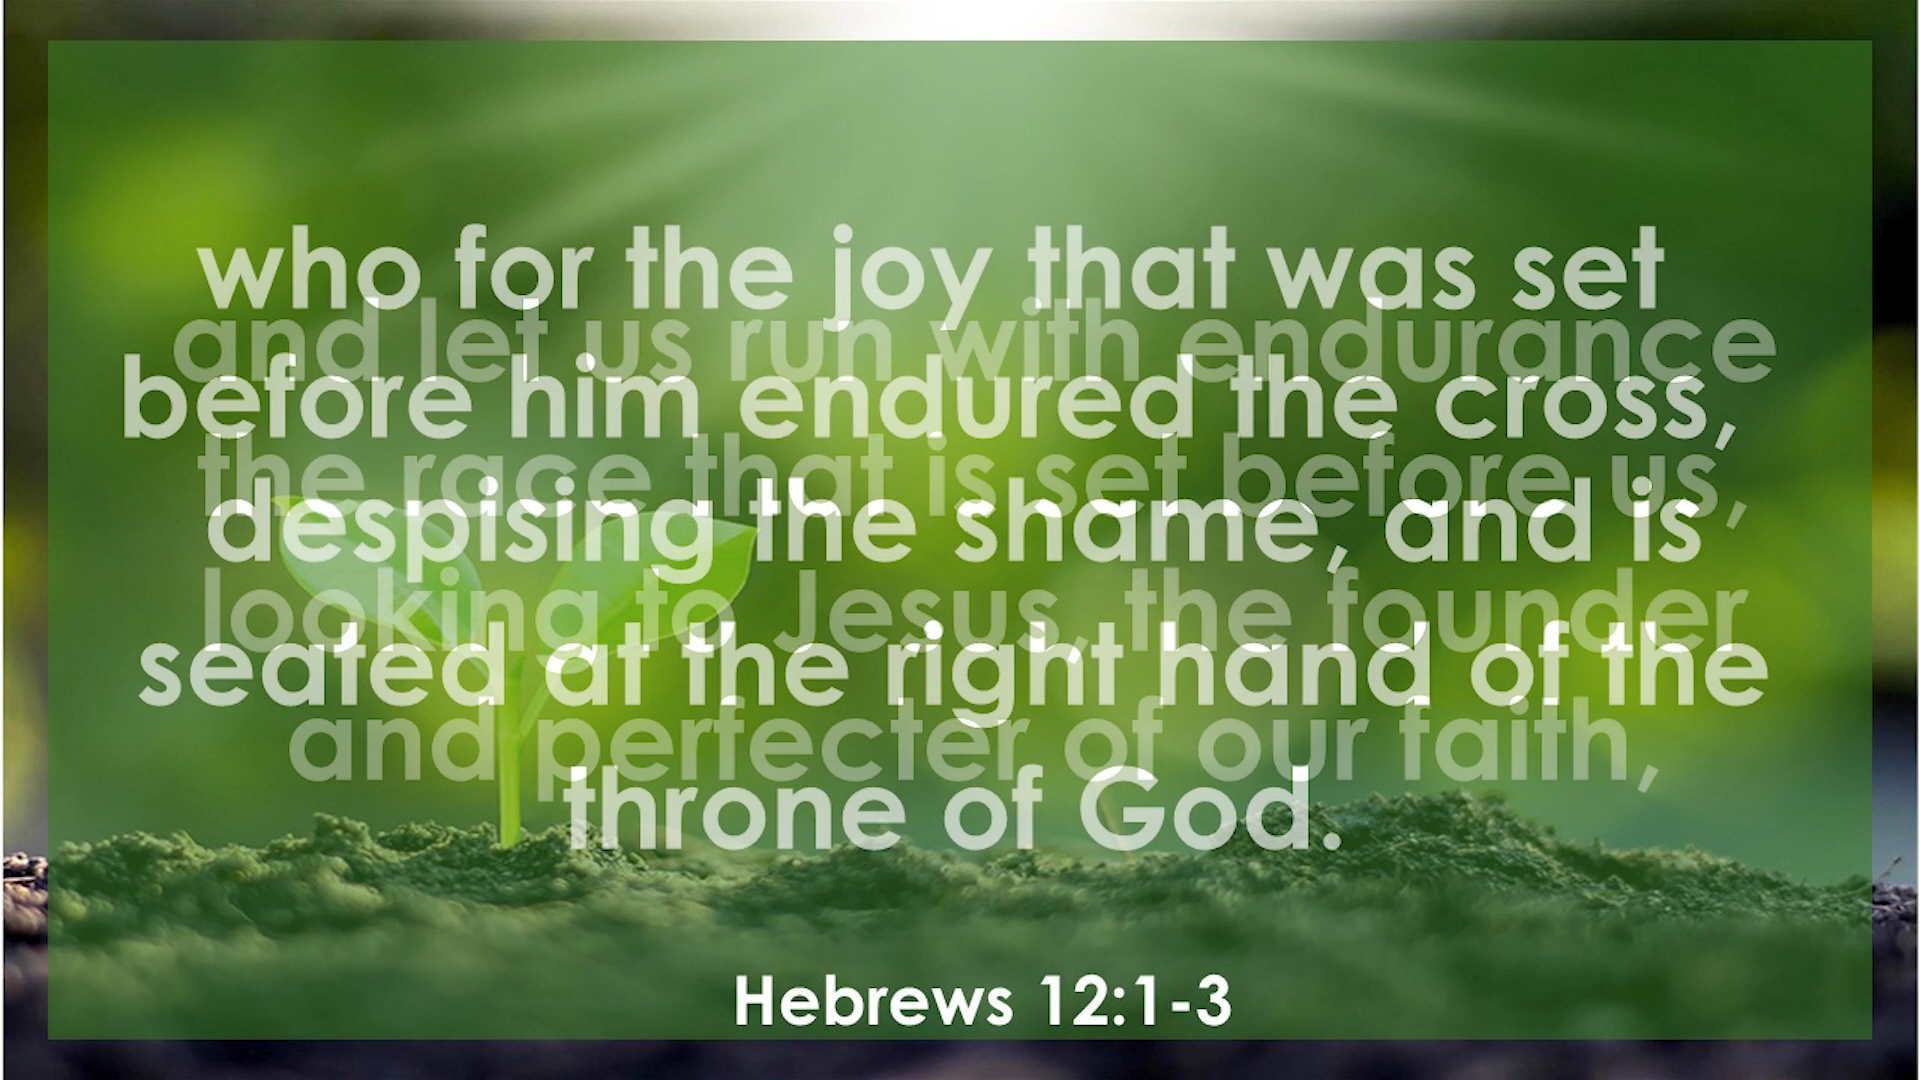 who for the joy that was set
before him endured the cross,
despising the shame, and is
seated at the right hand of the
throne of God.
and let us run with endurance
the race that is set before us,
looking to Jesus, the founder
and perfecter of our faith,
Hebrews 12:1-3